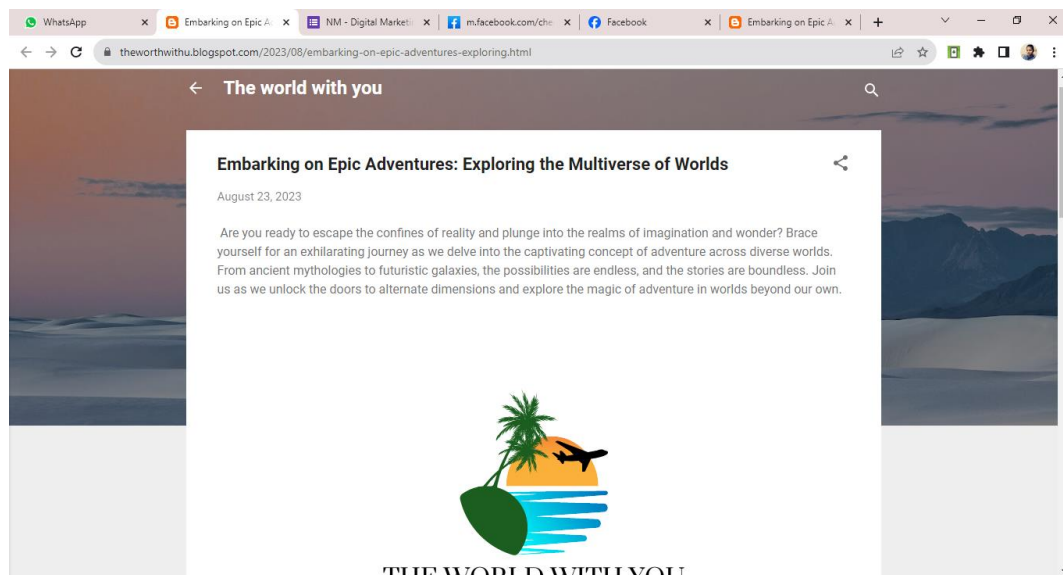 WhatsApp
Embarking on Epic A
NM - Digital Marketi
m.facebook.com/che
Facebook
Embarking on Epic A
theworthwithu.blogspot.com/2023/08/embarking-on-epic-adventures-exploring.html
The world with you
Embarking on Epic Adventures: Exploring the Multiverse of Worlds
August 23, 2023
Are you ready to escape the confines of reality and plunge into the realms of imagination and wonder? Brace
yourself for an exhilarating journey as we delve into the captivating concept of adventure across diverse worlds.
From ancient mythologies to futuristic galaxies, the possibilities are endless, and the stories are boundless. Join
us as we unlock the doors to alternate dimensions and explore the magic of adventure in worlds beyond our own.
THE WORLD WITH YOU